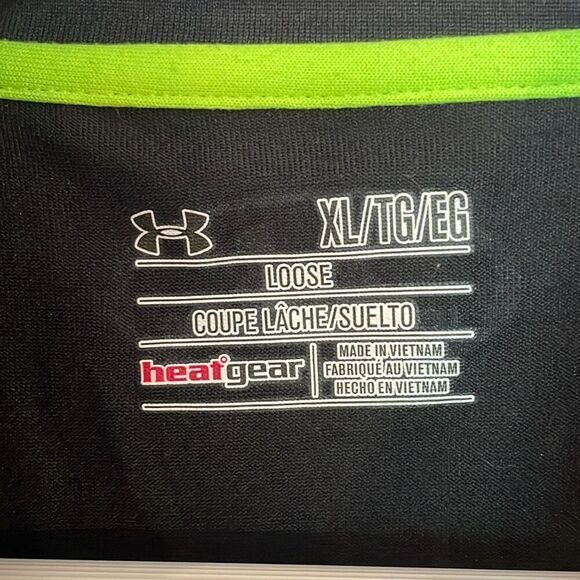 XL/TG/EG
LOOSE
COUPE LÂCHE/SUELTO
heatgear
MADE IN VIETNAM
FABRIQUÉ AU VIETNAM
HECHO EN VIETNAM